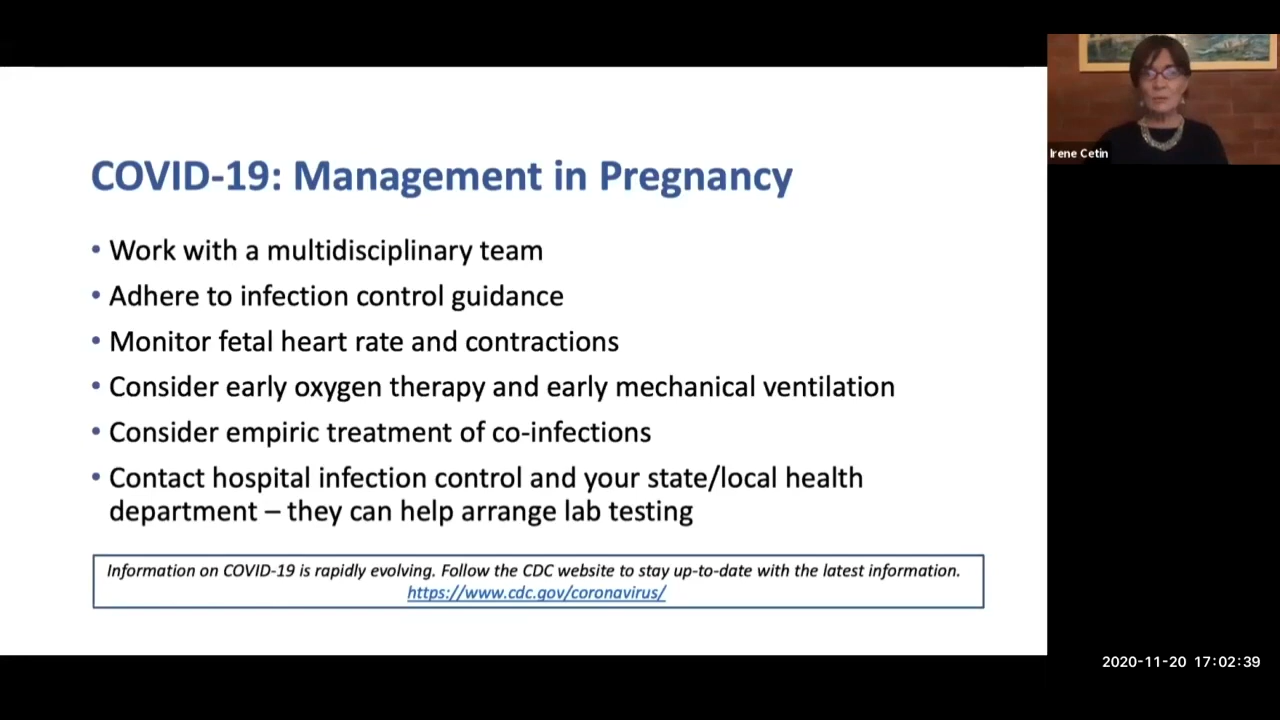 COVID-19: Management in Pregnancy
• Work with a multidisciplinary team
• Adhere to infection control guidance
• Monitor fetal heart rate and contractions
• Consider early oxygen therapy and early mechanical ventilation
• Consider empiric treatment of co-infections
• Contact hospital infection control and your state/local health
department – they can help arrange lab testing
Information on COVID-19 is rapidly evolving. Follow the CDC website to stay up-to-date with the latest information.
https://www.cdc.gov/coronavirus/
Irene Cetin
2020-11-20 17:02:39